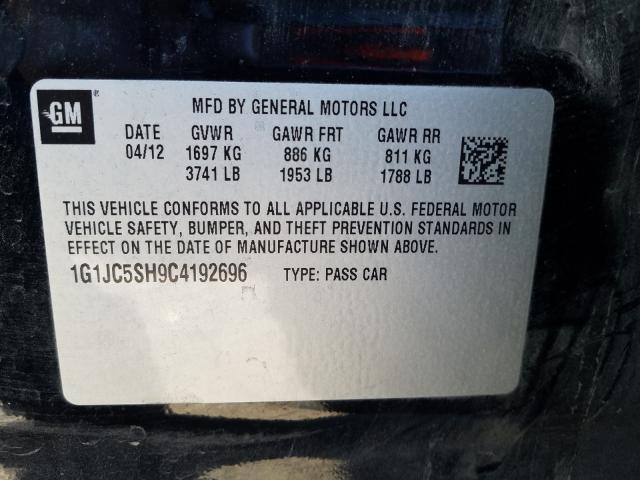 GM
MFD BY GENERAL MOTORS LLC
DATE GVWR GAWR FRT GAWR RR
04/12 1697 KG 886 KG 811 KG
3741 LB 1953 LB 1788 LB
THIS VEHICLE CONFORMS TO ALL APPLICABLE U.S. FEDERAL MOTOR
VEHICLE SAFETY, BUMPER, AND THEFT PREVENTION STANDARDS IN
EFFECT ON THE DATE OF MANUFACTURE SHOWN ABOVE.
1G1JC5SH9C4192696 TYPE: PASS CAR